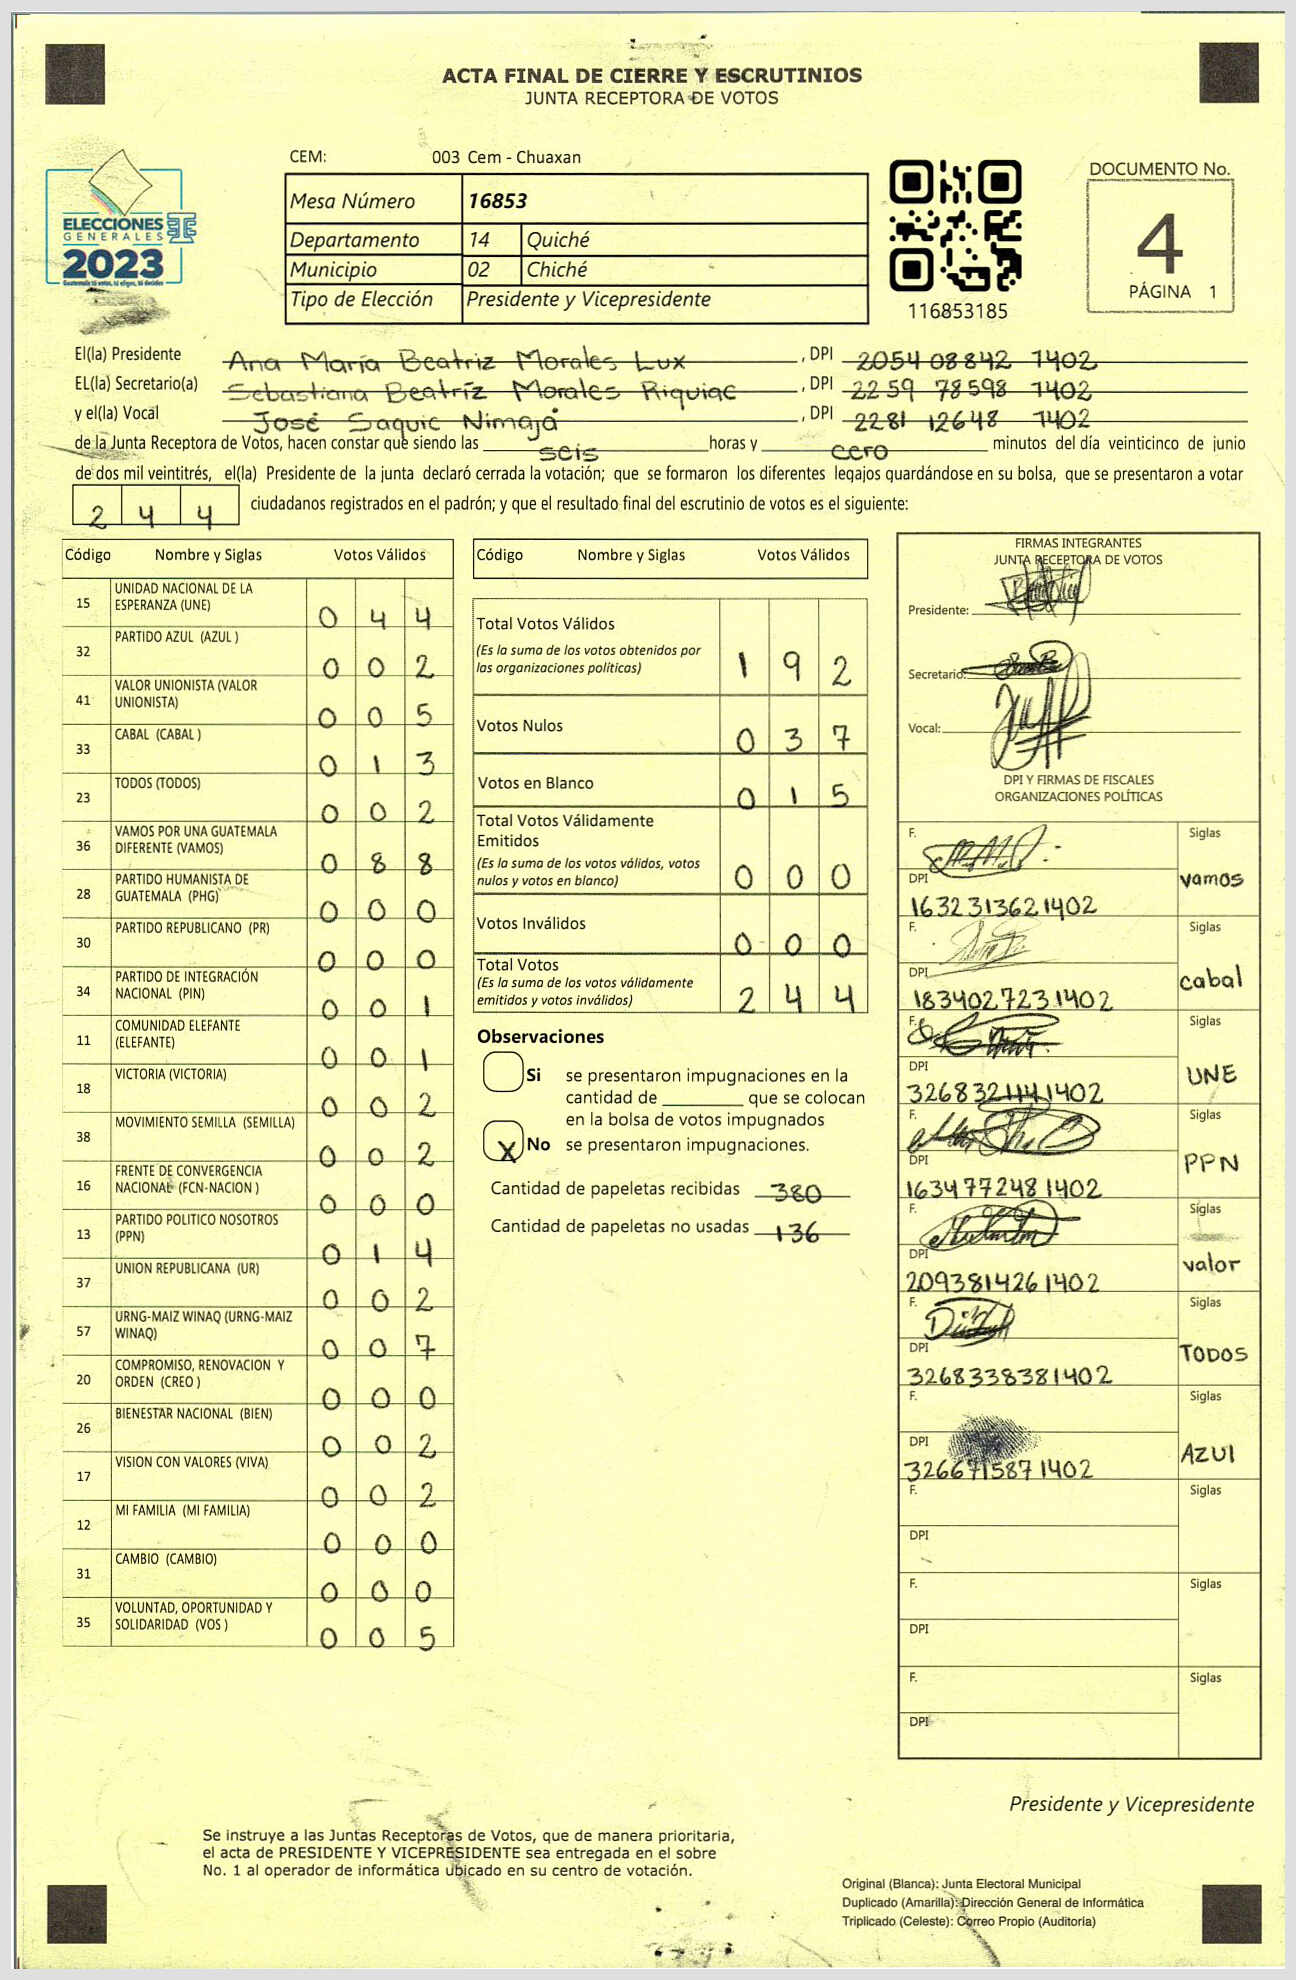 ACTA FINAL DE CIERRE Y ESCRUTINIOS
JUNTA RECEPTORA DE VOTOS
ELECCIONES
GENERALES
2023
Guatemala tú votas, tú eliges, tú decides
CEM: 003 Cem - Chuaxan
Mesa Número 16853
Departamento 14 Quiché
Municipio 02 Chiché
Tipo de Elección Presidente y Vicepresidente
116853185
DOCUMENTO No.
4
PÁGINA 1
El(la) Presidente Ana María Beatriz Morales Lux, DPI 2054 08842 1402
EL(la) Secretario(a) Sebastiana Beatríz Morales Riquiac, DPI 2259 78598 1402
y el(la) Vocal José Saquic Nimajá, DPI 2281 12648 1402
de la Junta Receptora de Votos, hacen constar que siendo las seis horas y cero minutos del día veinticinco de junio
de dos mil veintitrés, el(la) Presidente de la junta declaró cerrada la votación; que se formaron los diferentes legajos quardándose en su bolsa, que se presentaron a votar
244 ciudadanos registrados en el padrón; y que el resultado final del escrutinio de votos es el siguiente:
Código Nombre y Siglas Votos Válidos
15 UNIDAD NACIONAL DE LA
ESPERANZA (UNE) 0 4 4
32 PARTIDO AZUL (AZUL ) 0 0 2
41 VALOR UNIONISTA (VALOR
UNIONISTA) 0 0 5
33 CABAL (CABAL ) 0 1 3
23 TODOS (TODOS) 0 0 2
36 VAMOS POR UNA GUATEMALA
DIFERENTE (VAMOS) 0 8 8
28 PARTIDO HUMANISTA DE
GUATEMALA (PHG) 0 0 0
30 PARTIDO REPUBLICANO (PR) 0 0 0
34 PARTIDO DE INTEGRACIÓN
NACIONAL (PIN) 0 0 1
11 COMUNIDAD ELEFANTE
(ELEFANTE) 0 0 1
18 VICTORIA (VICTORIA) 0 0 2
38 MOVIMIENTO SEMILLA (SEMILLA) 0 0 2
16 FRENTE DE CONVERGENCIA
NACIONAL (FCN-NACION ) 0 0 0
13 PARTIDO POLITICO NOSOTROS
(PPN) 0 1 4
37 UNION REPUBLICANA (UR) 0 0 2
57 URNG-MAIZ WINAQ (URNG-MAIZ
WINAQ) 0 0 7
20 COMPROMISO, RENOVACION Y
ORDEN (CREO ) 0 0 0
26 BIENESTAR NACIONAL (BIEN) 0 0 2
17 VISION CON VALORES (VIVA) 0 0 2
12 MI FAMILIA (MI FAMILIA) 0 0 0
31 CAMBIO (CAMBIO) 0 0 0
35 VOLUNTAD, OPORTUNIDAD Y
SOLIDARIDAD (VOS ) 0 0 5
Código Nombre y Siglas Votos Válidos
Total Votos Válidos
(Es la suma de los votos obtenidos por
las organizaciones políticas) 1 9 2
Votos Nulos 0 3 7
Votos en Blanco 0 1 5
Total Votos Válidamente
Emitidos
(Es la suma de los votos válidos, votos
nulos y votos en blanco) 0 0 0
Votos Inválidos 0 0 0
Total Votos
(Es la suma de los votos válidamente
emitidos y votos inválidos) 2 4 4
Observaciones
Si se presentaron impugnaciones en la
cantidad de ________ que se colocan
en la bolsa de votos impugnados
X No se presentaron impugnaciones.
Cantidad de papeletas recibidas 380
Cantidad de papeletas no usadas 136
FIRMAS INTEGRANTES
JUNTA RECEPTORA DE VOTOS
Presidente:
Secretario:
Vocal:
DPI Y FIRMAS DE FISCALES
ORGANIZACIONES POLÍTICAS
F. Siglas
DPI vamos
1632313621402
F. Siglas
DPI cabal
1834027231402
F. Siglas
DPI UNE
3268321141402
F. Siglas
DPI PPN
1634772481402
F. Siglas
DPI valor
2093814261402
F. Siglas
DPI TODOS
3268338381402
F. Siglas
DPI AZUl
3266715871402
F. Siglas
DPI
F. Siglas
DPI
F. Siglas
DPI
Presidente y Vicepresidente
Se instruye a las Juntas Receptoras de Votos, que de manera prioritaria,
el acta de PRESIDENTE Y VICEPRESIDENTE sea entregada en el sobre
No. 1 al operador de informática ubicado en su centro de votación.
Original (Blanca): Junta Electoral Municipal
Duplicado (Amarilla): Dirección General de Informática
Triplicado (Celeste): Correo Propio (Auditoría)